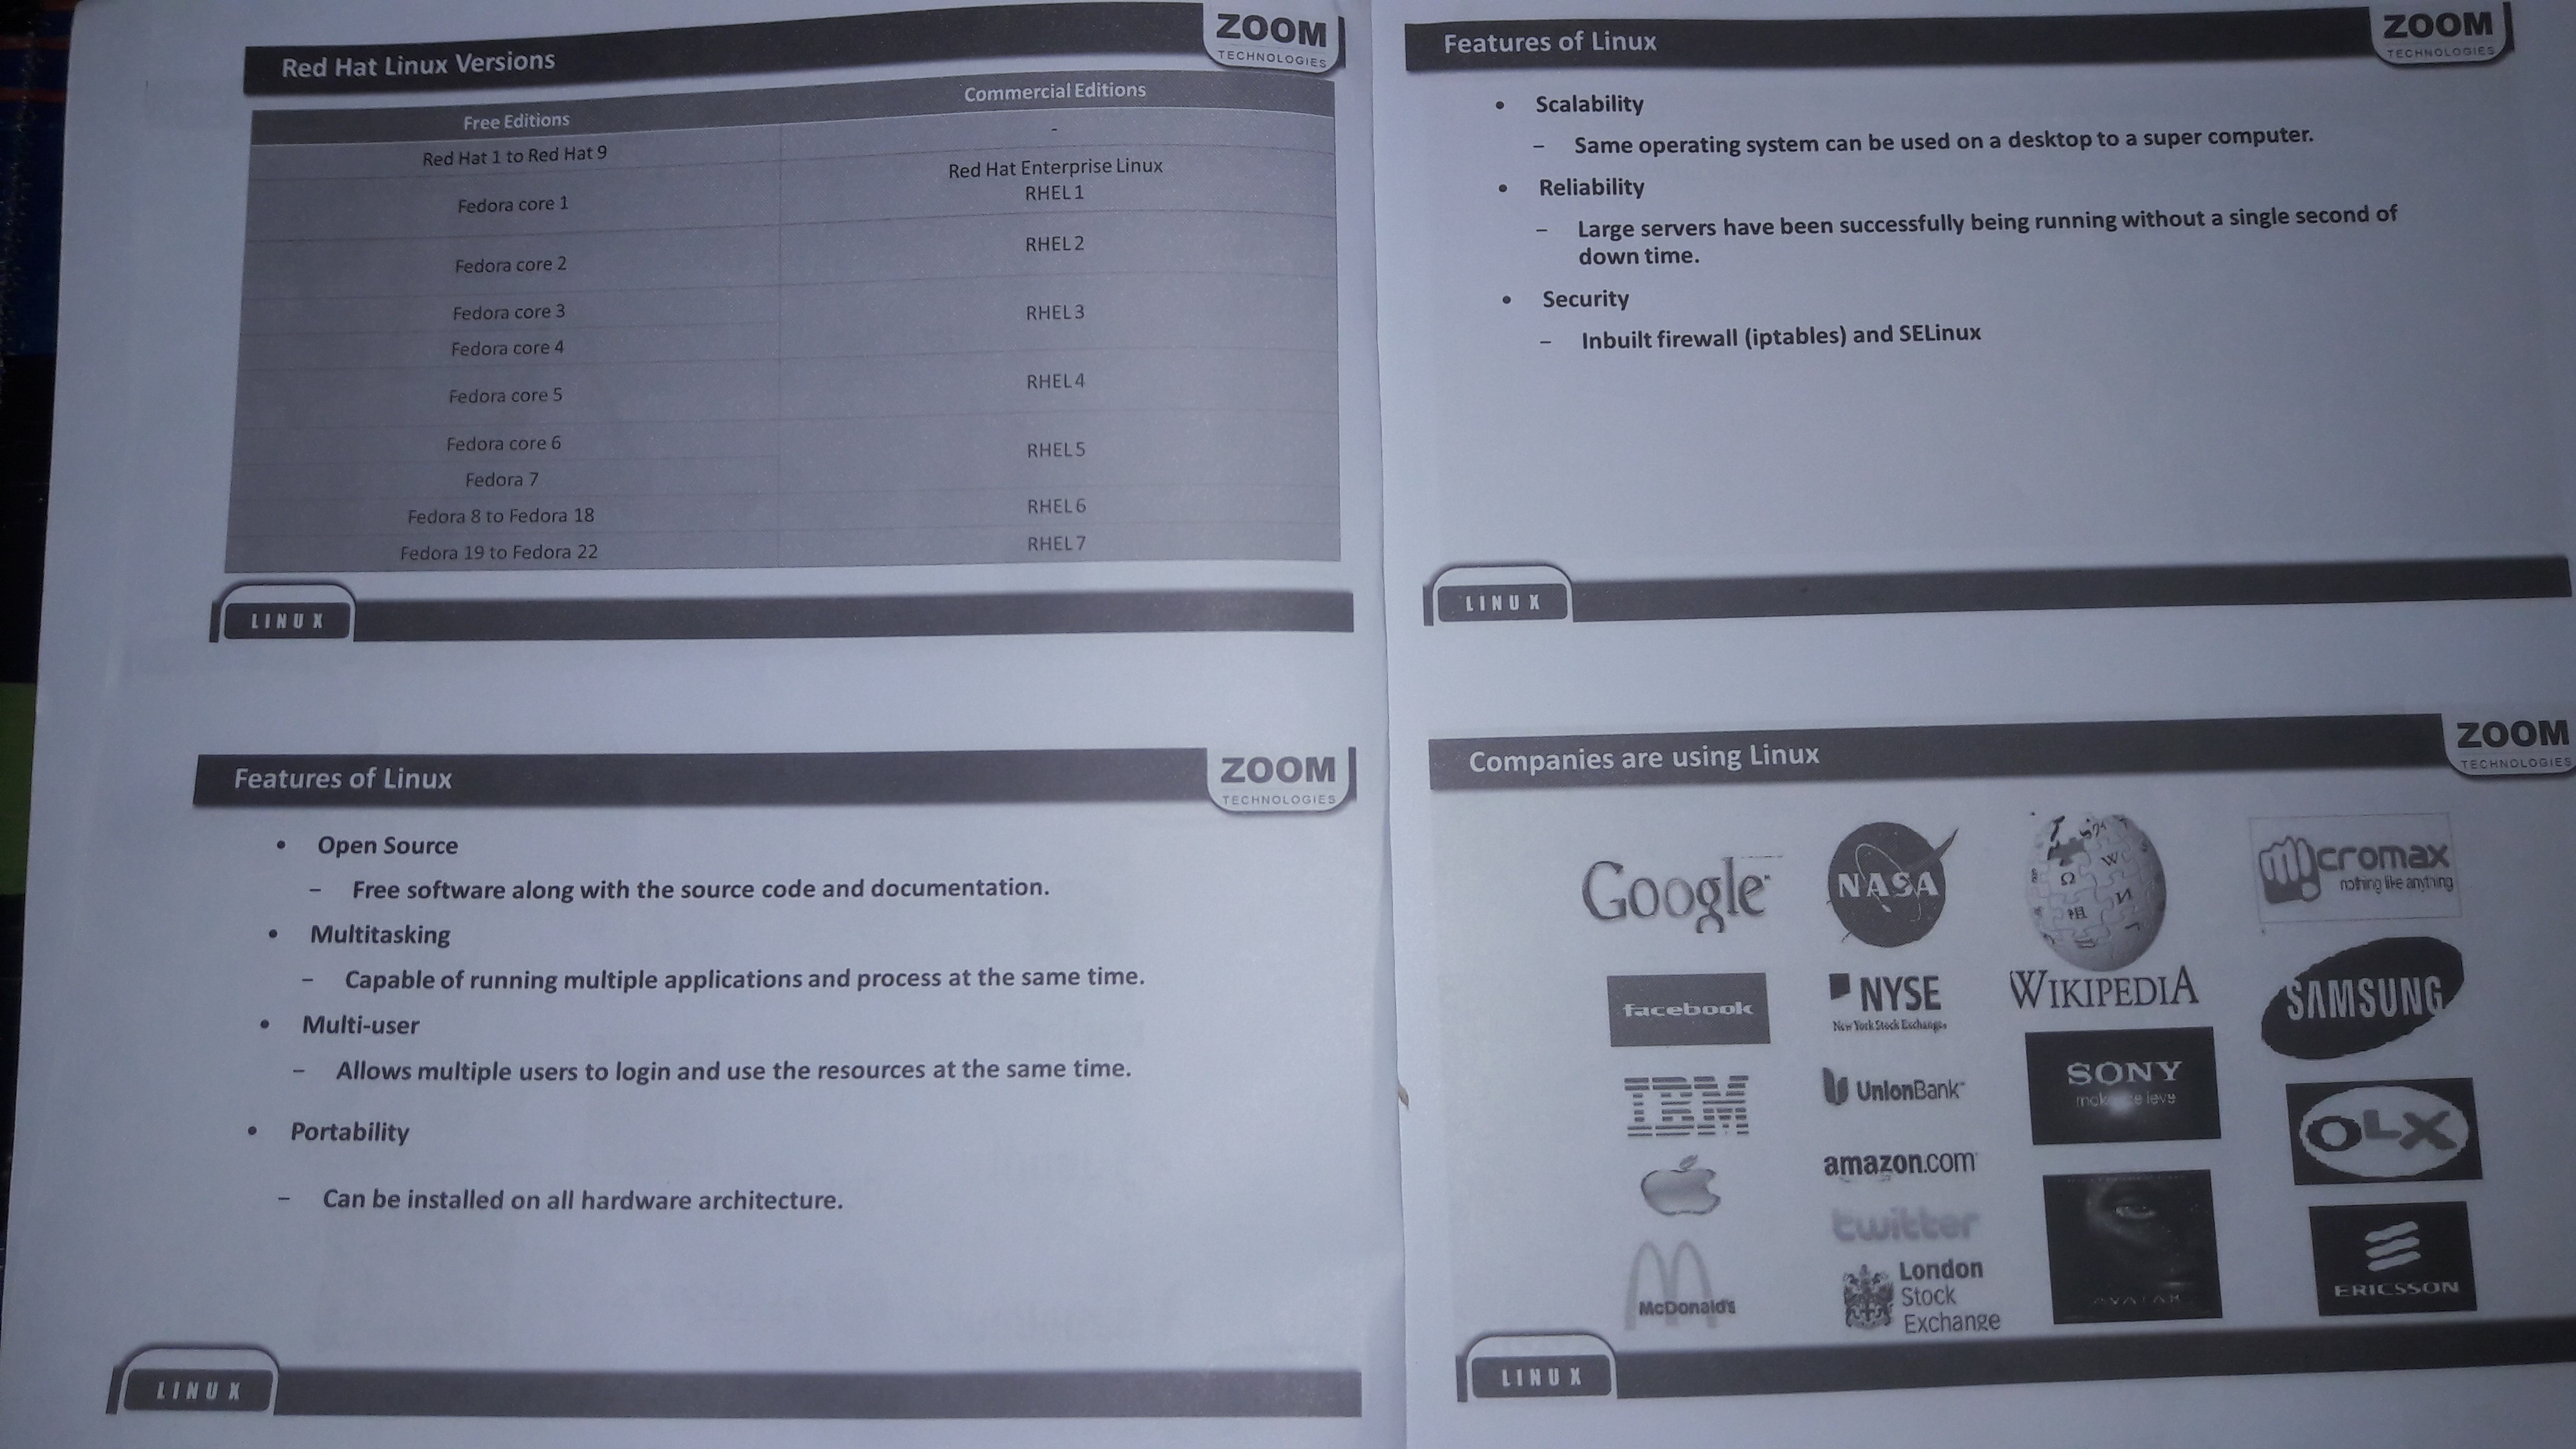 Red Hat Linux Versions
ZOOM
TECHNOLOGIES
Free Editions
Commercial Editions
Red Hat 1 to Red Hat 9
-
Fedora core 1
Red Hat Enterprise Linux
RHEL 1
Fedora core 2
RHEL 2
Fedora core 3
RHEL 3
Fedora core 4
Fedora core 5
RHEL 4
Fedora core 6
RHEL 5
Fedora 7
Fedora 8 to Fedora 18
RHEL 6
Fedora 19 to Fedora 22
RHEL 7
LINUX
Features of Linux
ZOOM
TECHNOLOGIES
• Open Source
– Free software along with the source code and documentation.
• Multitasking
– Capable of running multiple applications and process at the same time.
• Multi-user
– Allows multiple users to login and use the resources at the same time.
• Portability
– Can be installed on all hardware architecture.
LINUX
Features of Linux
ZOOM
TECHNOLOGIES
• Scalability
– Same operating system can be used on a desktop to a super computer.
• Reliability
– Large servers have been successfully being running without a single second of
down time.
• Security
– Inbuilt firewall (iptables) and SELinux
LINUX
Companies are using Linux
ZOOM
TECHNOLOGIES
Google
NASA
WIKIPEDIA
Micromax
nothing like anything
facebook
NYSE
New York Stock Exchange
SAMSUNG
IBM
UnionBank
SONY
OLX
amazon.com
twitter
McDonald's
London
Stock
Exchange
AVATAR
ERICSSON
LINUX